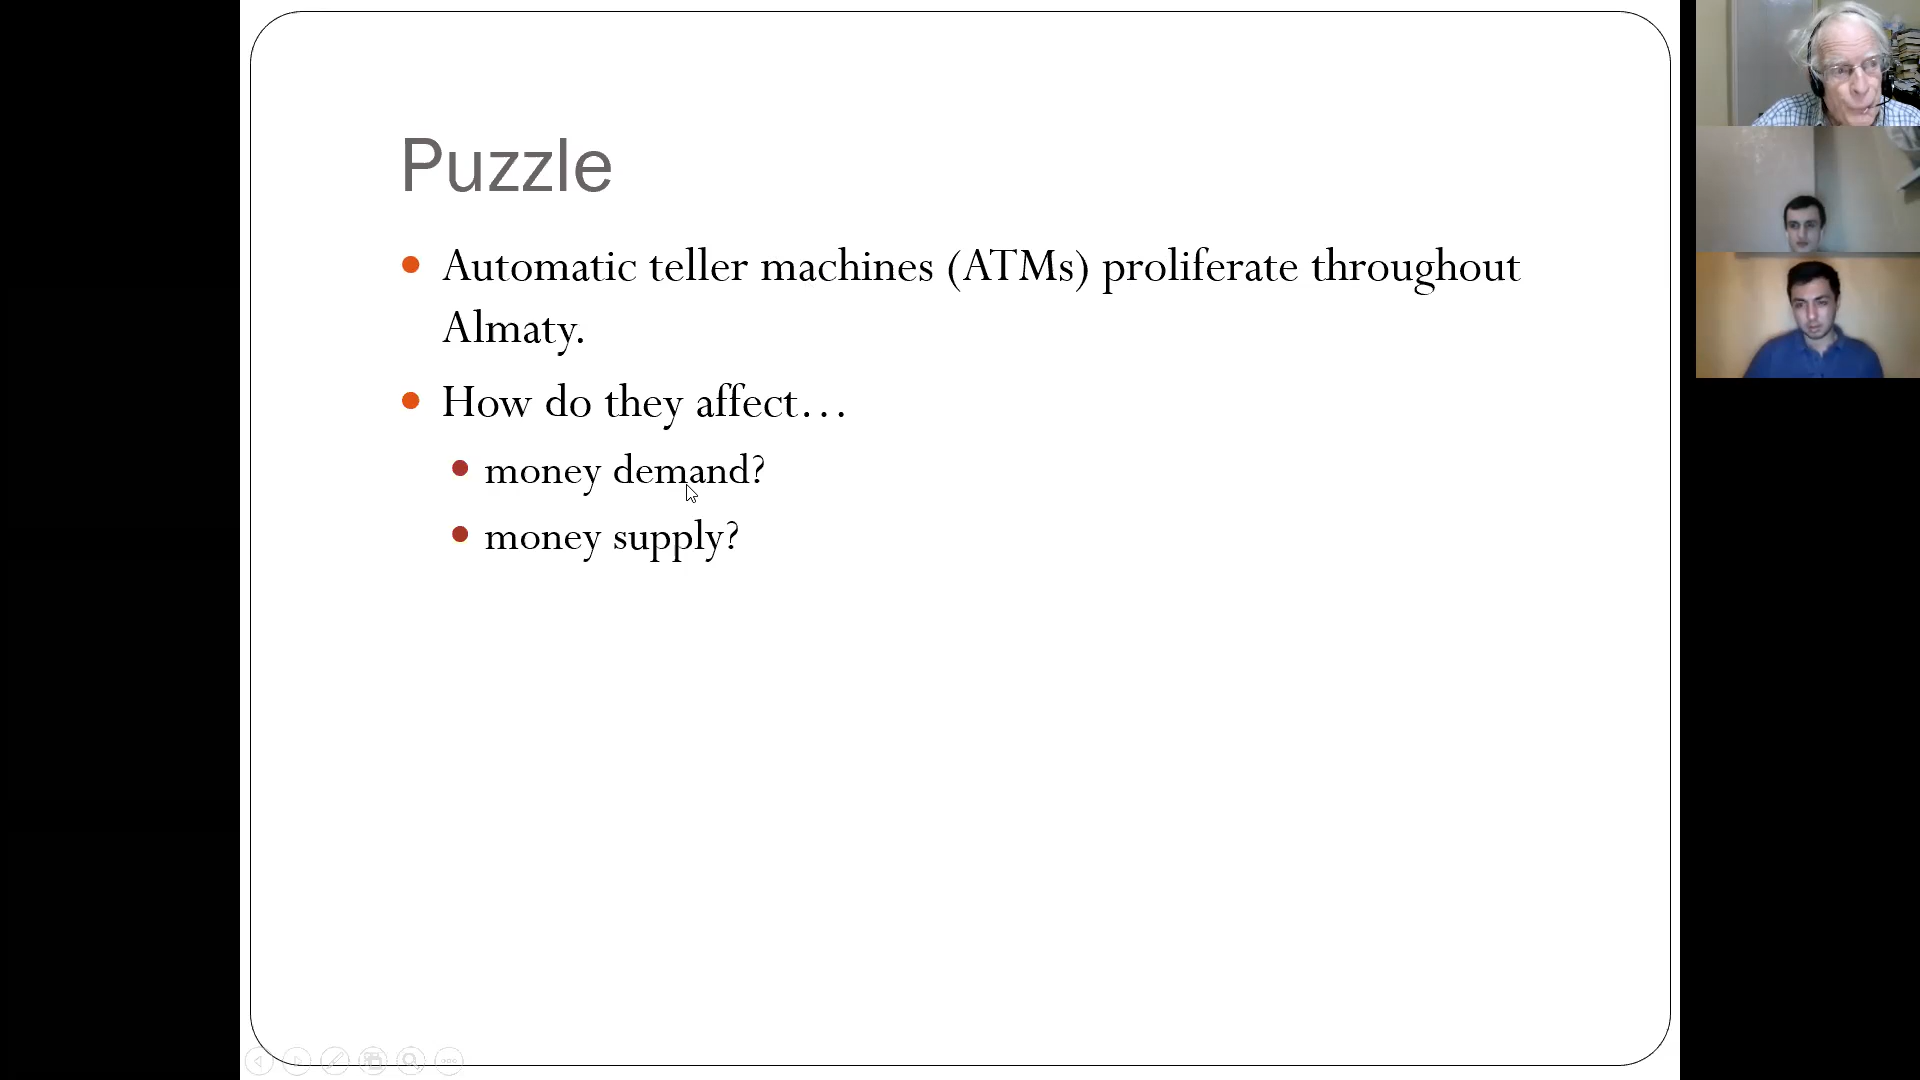 Puzzle
Automatic teller machines (ATMs) proliferate throughout
Almaty.
How do they affect…
money demand?
money supply?